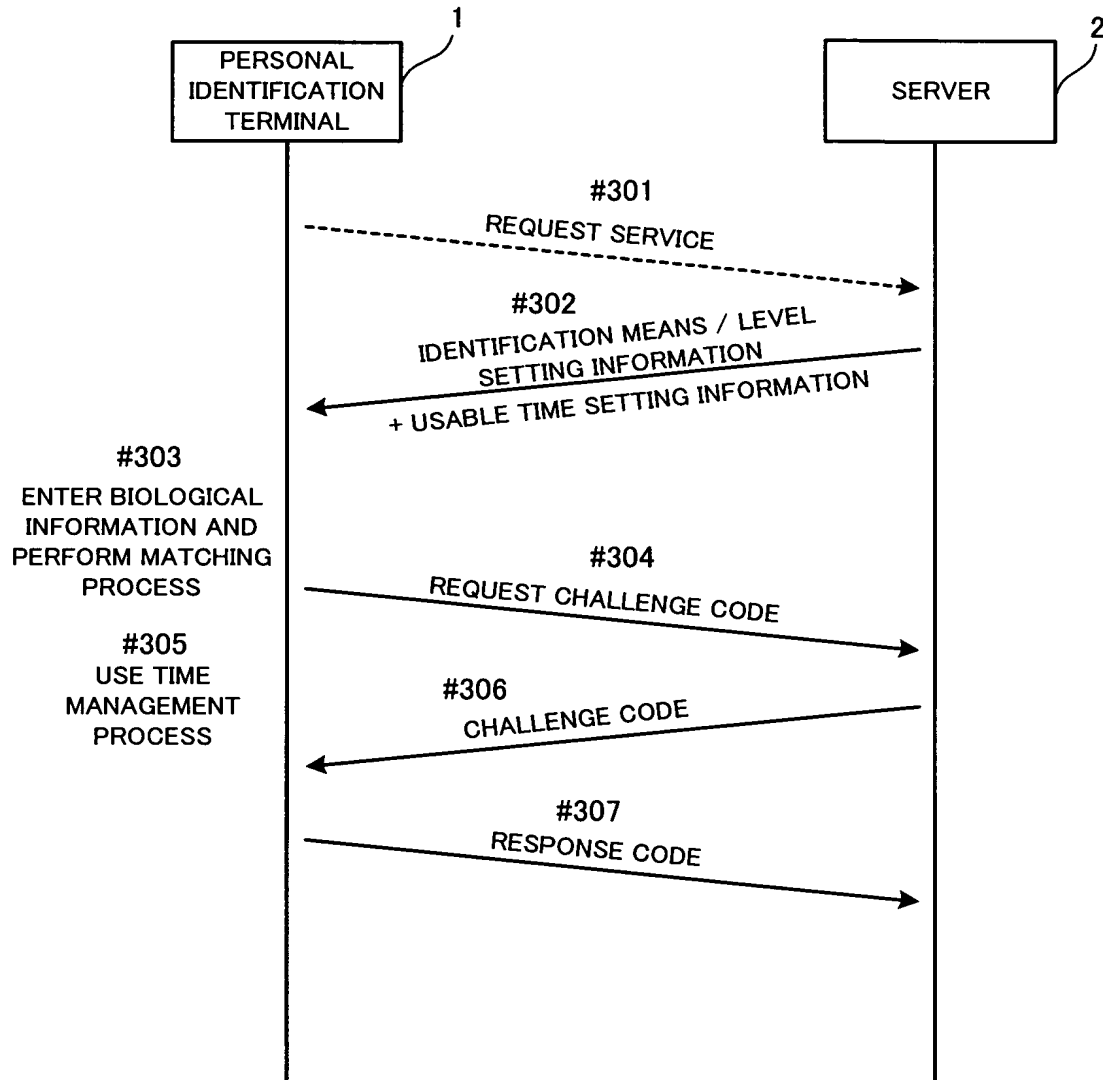 1
PERSONAL
IDENTIFICATION
TERMINAL
2
SERVER
#301
REQUEST SERVICE
#302
IDENTIFICATION MEANS / LEVEL
SETTING INFORMATION
+ USABLE TIME SETTING INFORMATION
#303
ENTER BIOLOGICAL
INFORMATION AND
PERFORM MATCHING
PROCESS
#304
REQUEST CHALLENGE CODE
#305
USE TIME
MANAGEMENT
PROCESS
#306
CHALLENGE CODE
#307
RESPONSE CODE